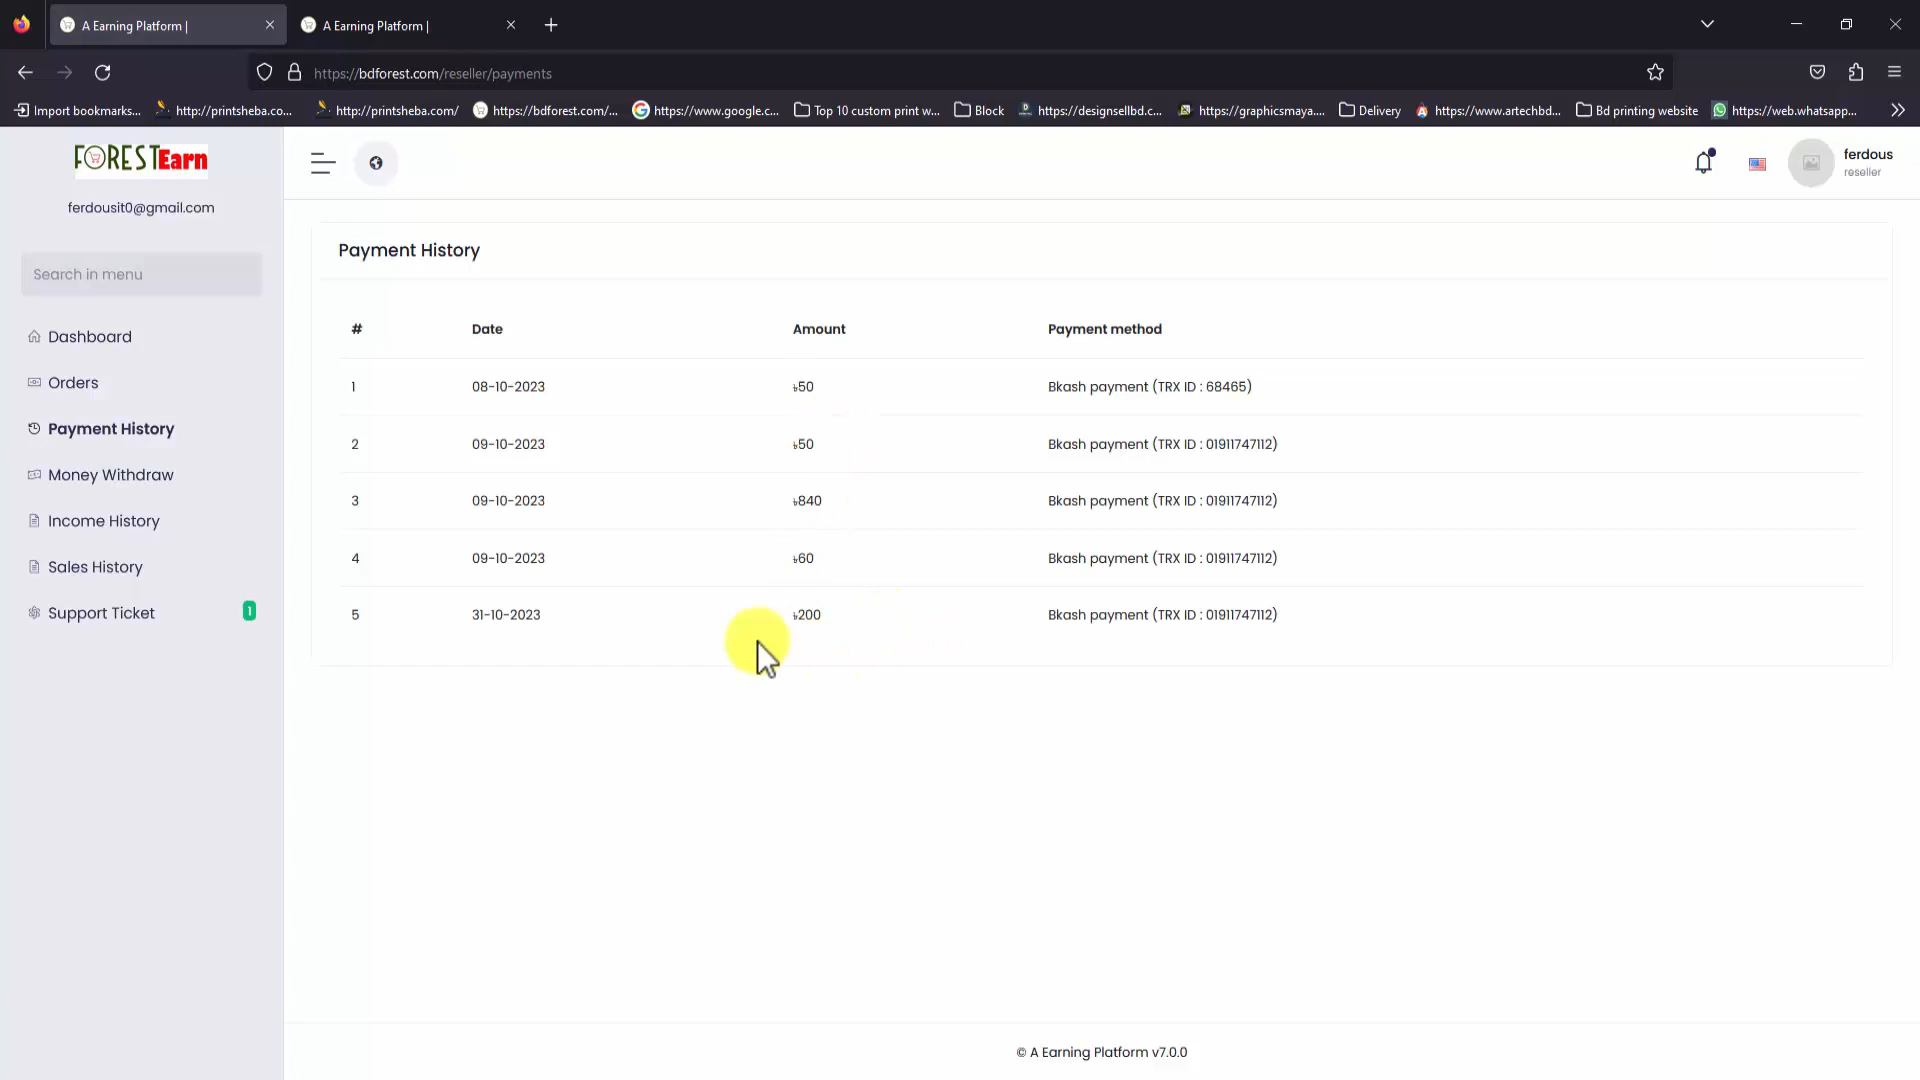 A Earning Platform |
A Earning Platform |
https://bdforest.com/reseller/payments
Import bookmarks... http://printsheba.co... http://printsheba.com/ https://bdforest.com/... https://www.google.c... Top 10 custom print w... Block https://designsellbd.c... https://graphicsmaya.... Delivery https://www.artechbd... Bd printing website https://web.whatsapp...
FORESTEarn
ferdousit0@gmail.com
Search in menu
Dashboard
Orders
Payment History
Money Withdraw
Income History
Sales History
Support Ticket 1
ferdous
reseller
Payment History
# Date Amount Payment method
1 08-10-2023 ৳50 Bkash payment (TRX ID : 68465)
2 09-10-2023 ৳50 Bkash payment (TRX ID : 01911747112)
3 09-10-2023 ৳840 Bkash payment (TRX ID : 01911747112)
4 09-10-2023 ৳60 Bkash payment (TRX ID : 01911747112)
5 31-10-2023 ৳200 Bkash payment (TRX ID : 01911747112)
© A Earning Platform v7.0.0